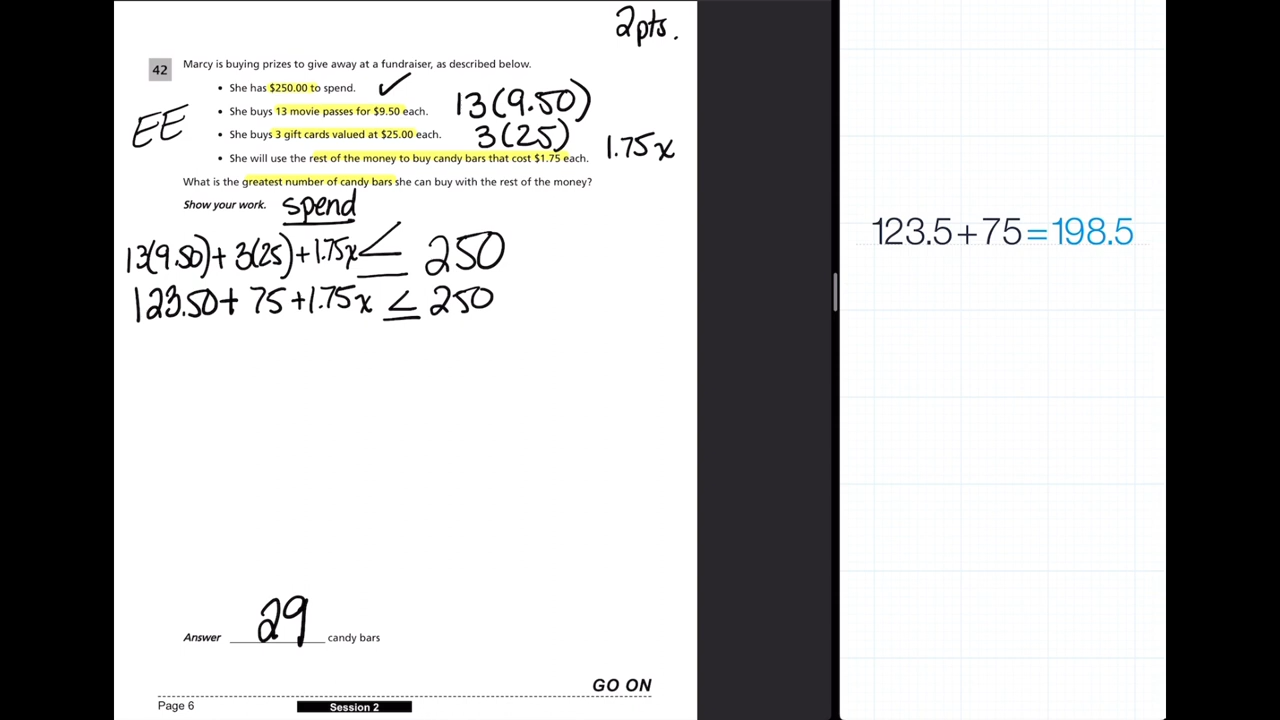 2pts.
42 Marcy is buying prizes to give away at a fundraiser, as described below.
• She has $250.00 to spend. ✓
• She buys 13 movie passes for $9.50 each. 13(9.50)
EE
• She buys 3 gift cards valued at $25.00 each. 3(25)
• She will use the rest of the money to buy candy bars that cost $1.75 each. 1.75x
What is the greatest number of candy bars she can buy with the rest of the money?
Show your work. spend
13(9.50)+ 3(25)+1.75x ≤ 250
123.50+ 75 +1.75x ≤ 250
Answer 29 candy bars
GO ON
Page 6 Session 2
123.5+75=198.5